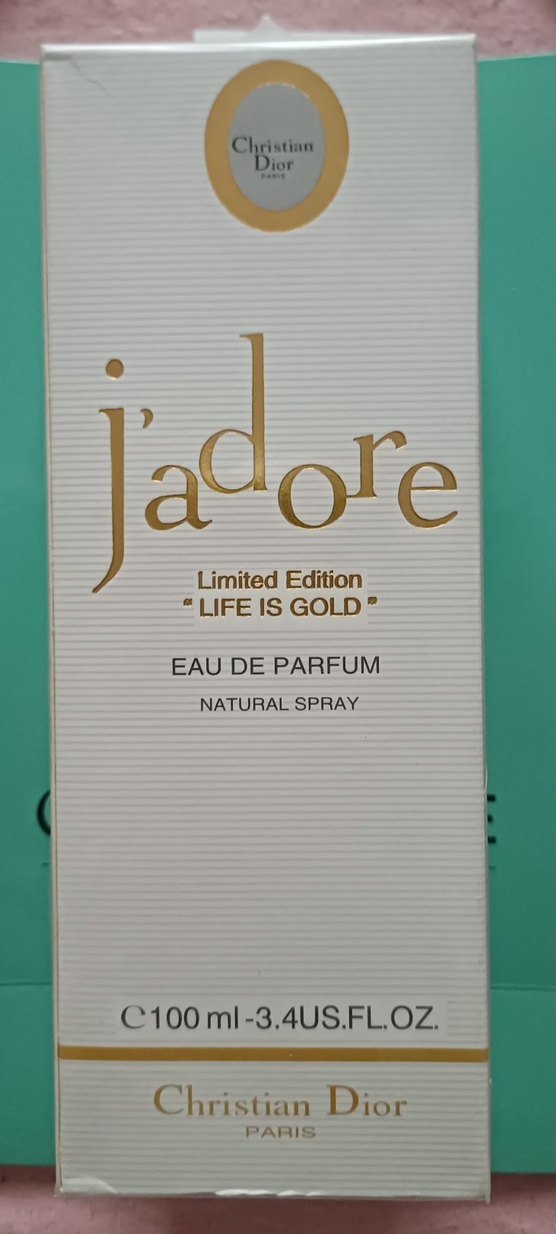 Christian
Dior
PARIS
j'adore
Limited Edition
" LIFE IS GOLD "
EAU DE PARFUM
NATURAL SPRAY
℮100 ml -3.4US.FL.OZ.
Christian Dior
PARIS